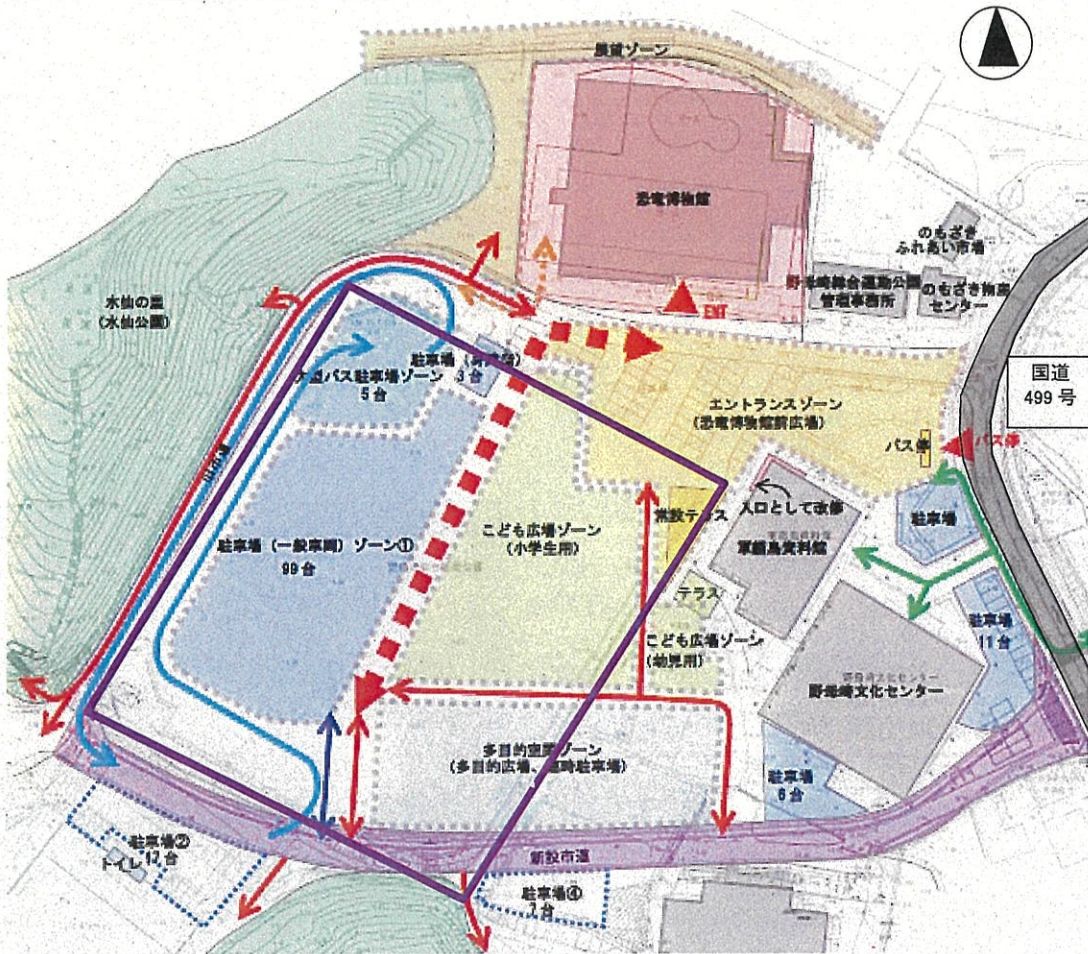 展望ゾーン
恐竜博物館
のもざき
ふれあい市場
野母崎総合運動公園
管理事務所
のもざき物産
センター
水仙の里
(水仙公園)
ENT
駐車場
3台
大型バス駐車場ゾーン
5台
国道
499号
エントランスゾーン
(恐竜博物館前広場)
バス停
バス停
入口として改修
常設テラス
軍艦島資料館
駐車場
こども広場ゾーン
(小学生用)
駐車場(一般車両)ゾーン①
99台
テラス
こども広場ゾーン
(幼児用)
駐車場
11台
野母崎文化センター
多目的空間ゾーン
(多目的広場、臨時駐車場)
駐車場
6台
駐車場②
トイレ
12台
新設市道
駐車場④
7台